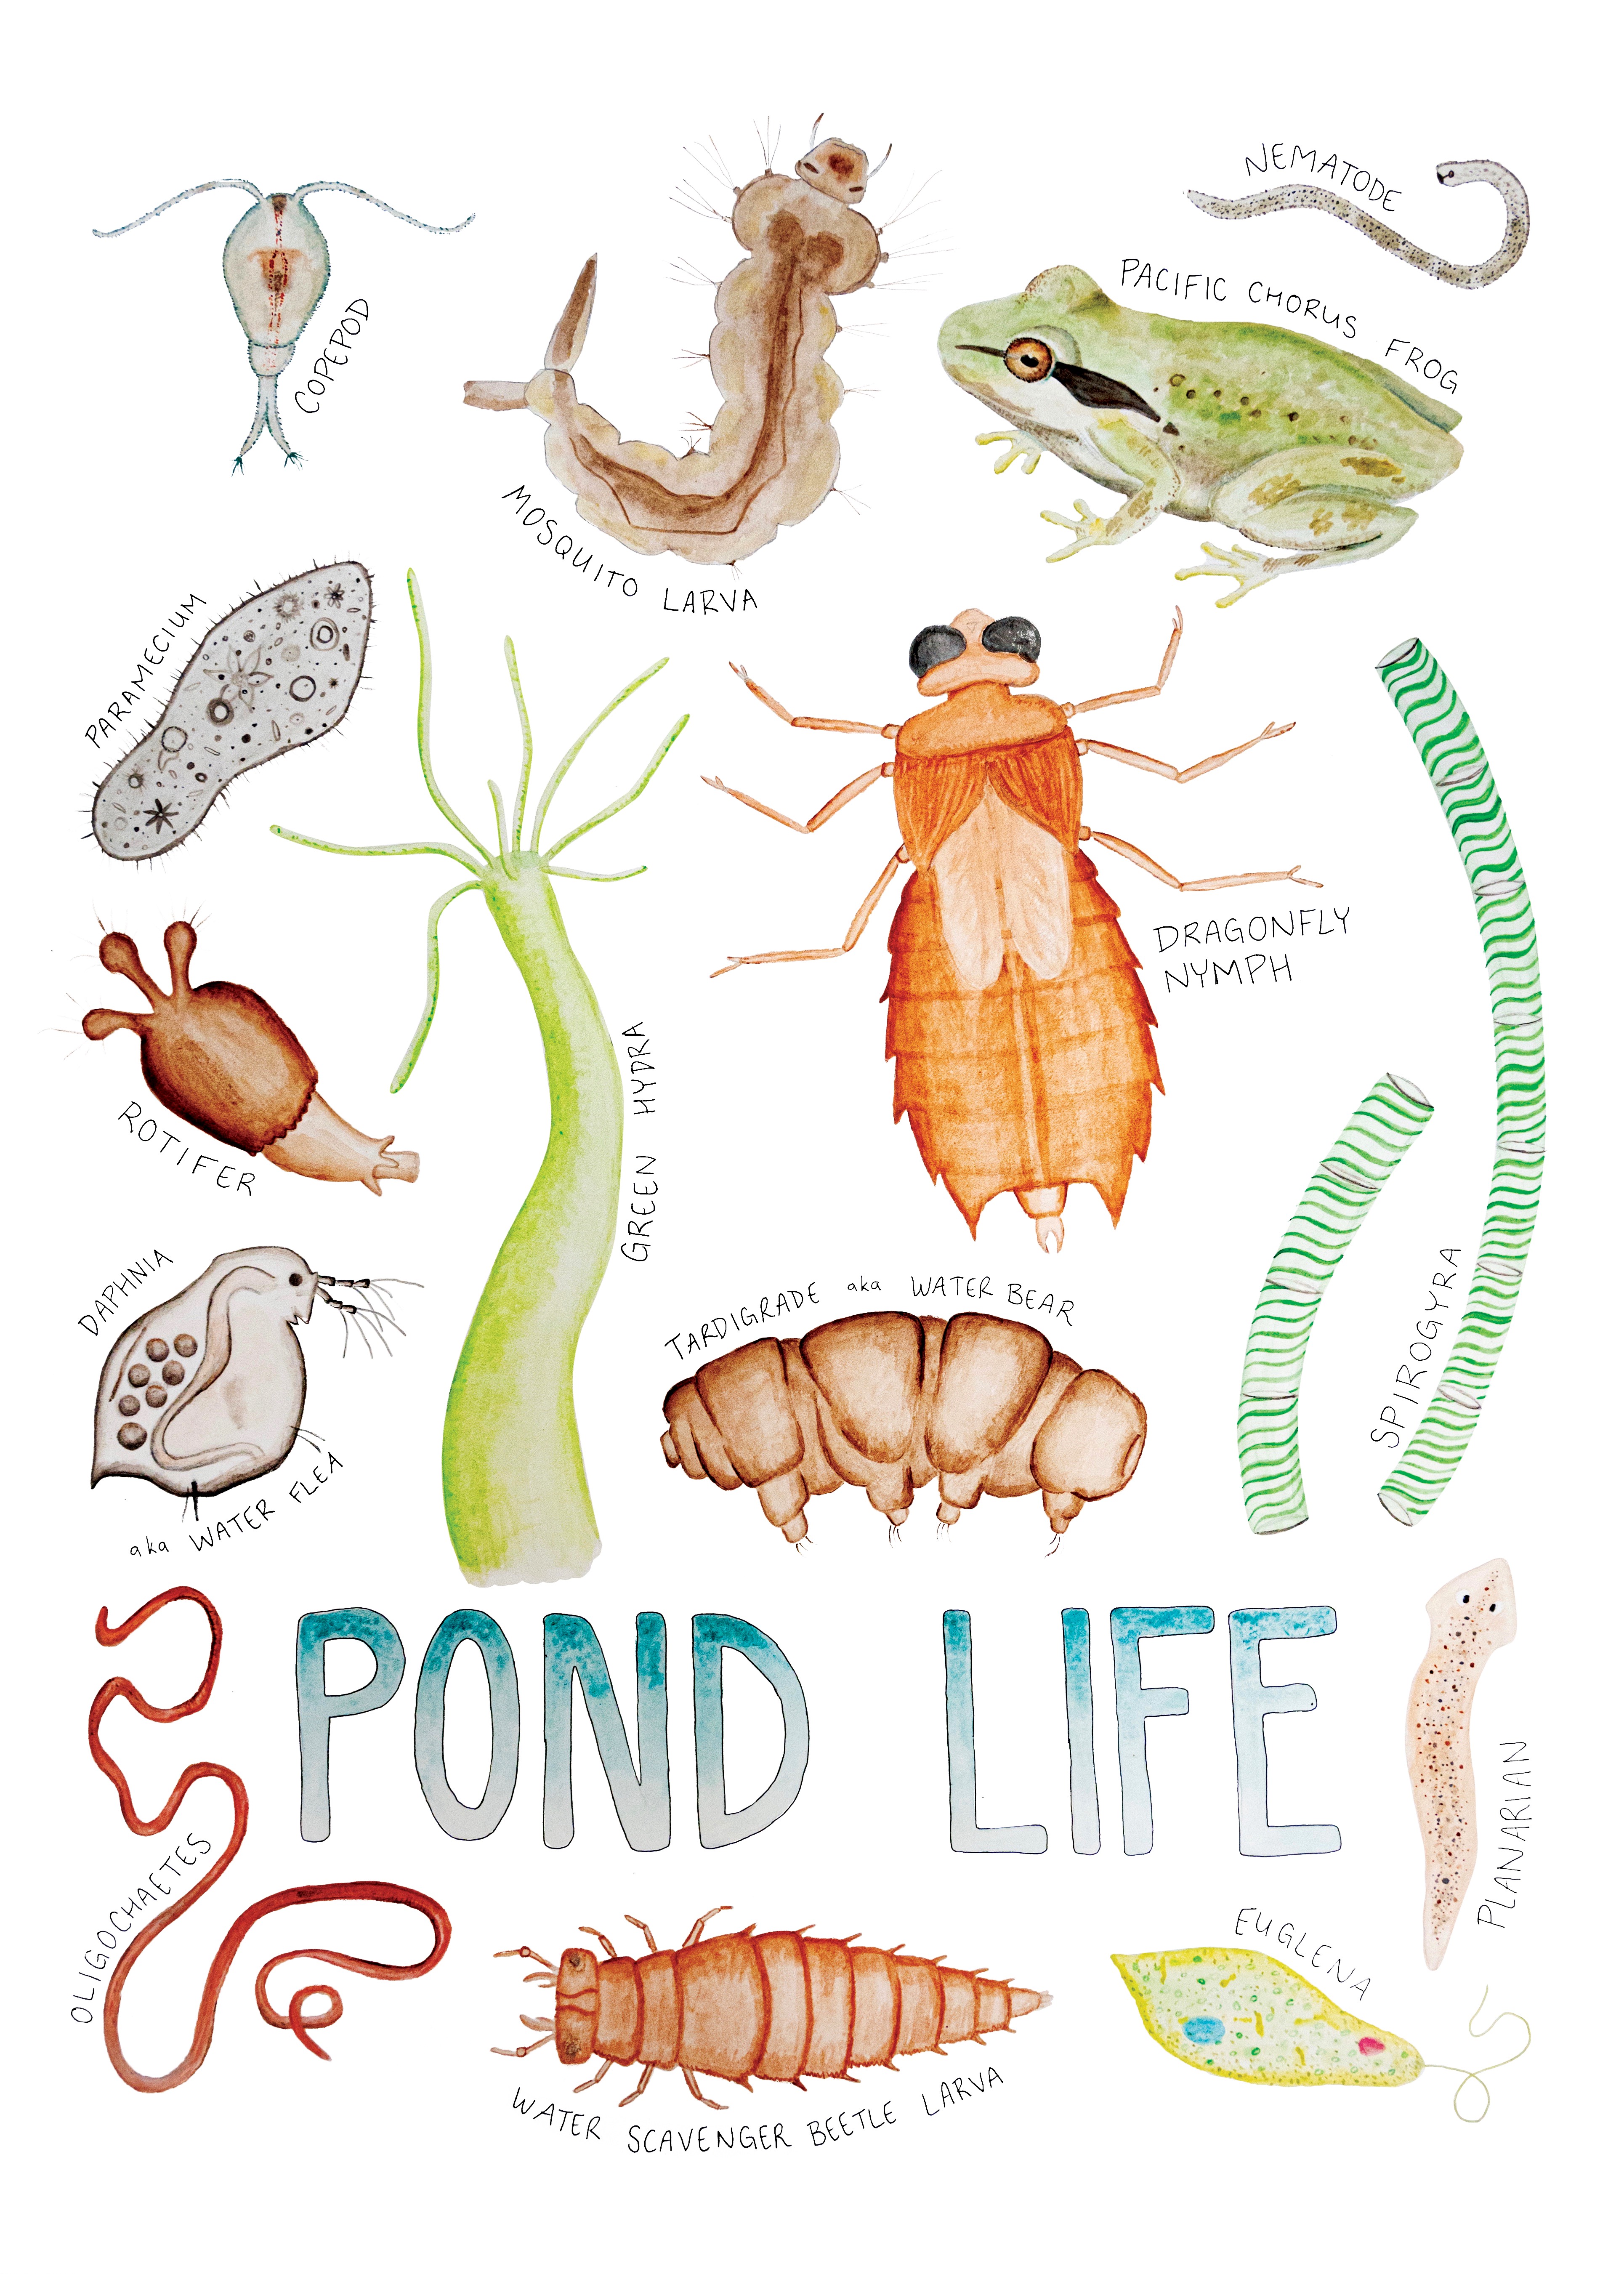 NEMATODE
COPEPOD
PACIFIC CHORUS FROG
MOSQUITO LARVA
PARAMECIUM
DRAGONFLY
NYMPH
ROTIFER
GREEN HYDRA
DAPHNIA
aka WATER FLEA
TARDIGRADE aka WATER BEAR
SPIROGYRA
POND LIFE
PLANARIAN
OLIGOCHAETES
EUGLENA
WATER SCAVENGER BEETLE LARVA